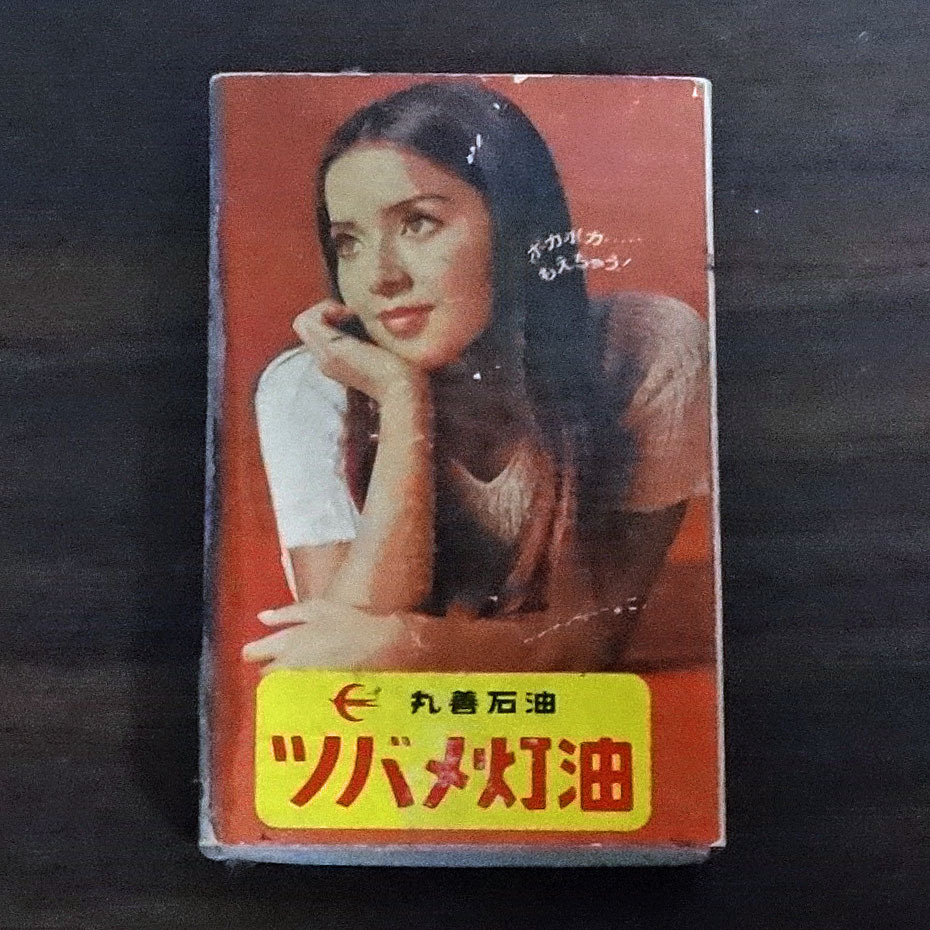 ポカポカ……
もえちゃう!
丸善石油
ツバメ灯油